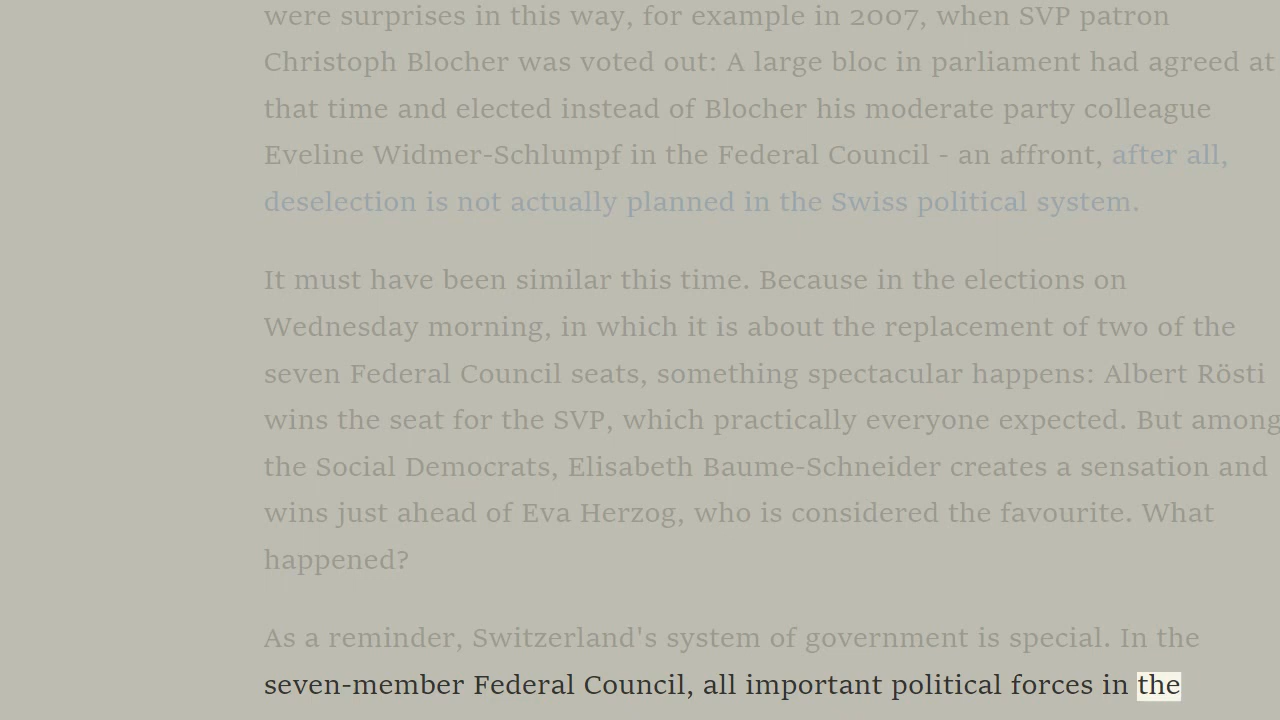 were surprises in this way, for example in 2007, when SVP patron
Christoph Blocher was voted out: A large bloc in parliament had agreed at
that time and elected instead of Blocher his moderate party colleague
Eveline Widmer-Schlumpf in the Federal Council - an affront, after all,
deselection is not actually planned in the Swiss political system.
It must have been similar this time. Because in the elections on
Wednesday morning, in which it is about the replacement of two of the
seven Federal Council seats, something spectacular happens: Albert Rösti
wins the seat for the SVP, which practically everyone expected. But among
the Social Democrats, Elisabeth Baume-Schneider creates a sensation and
wins just ahead of Eva Herzog, who is considered the favourite. What
happened?
As a reminder, Switzerland's system of government is special. In the
seven-member Federal Council, all important political forces in the